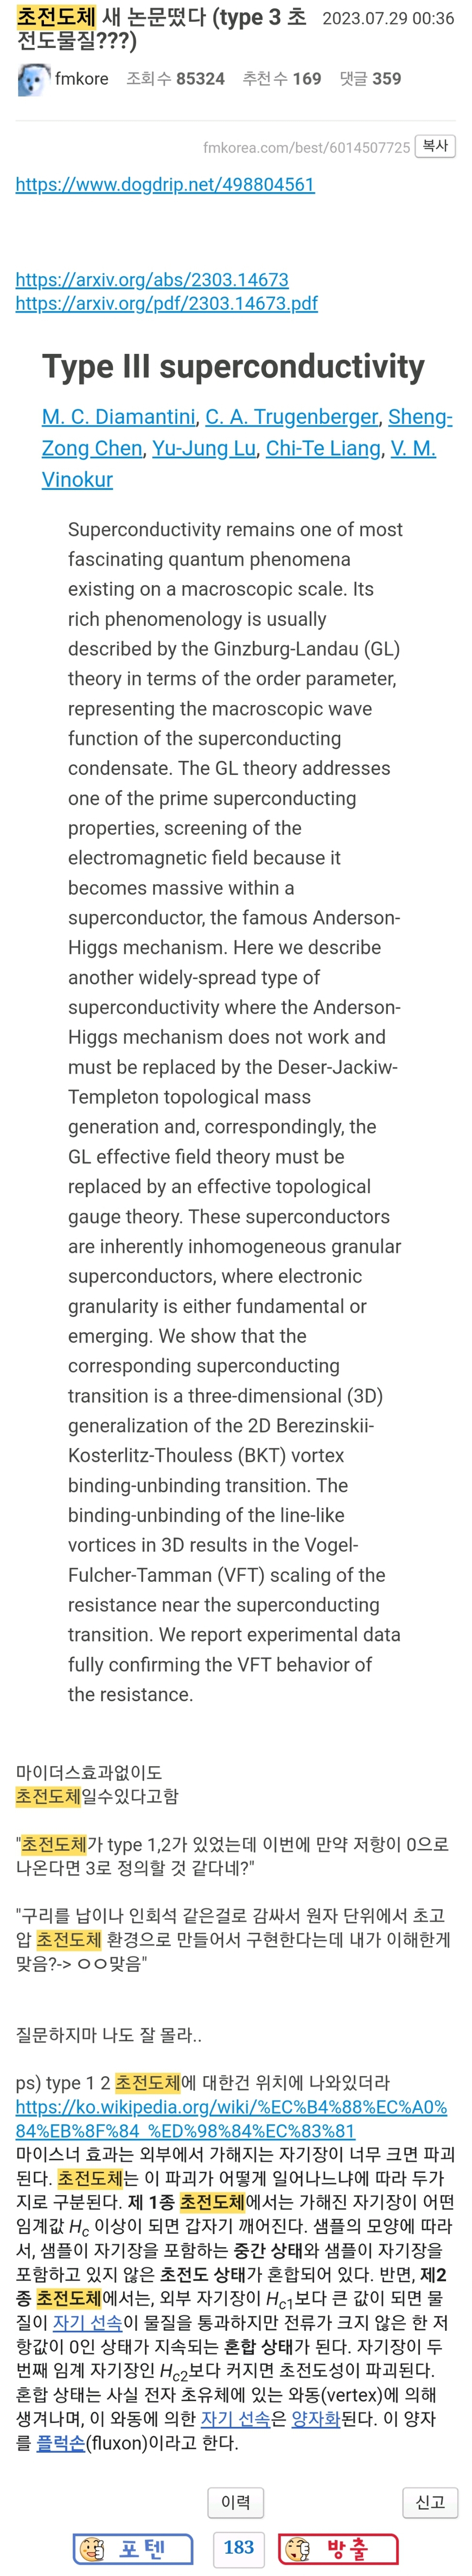 초전도체 새 논문떴다 (type 3 초
전도물질???)
2023.07.29 00:36
fmkore 조회 수 85324 추천 수 169 댓글 359
fmkorea.com/best/6014507725 복사
https://www.dogdrip.net/498804561
https://arxiv.org/abs/2303.14673
https://arxiv.org/pdf/2303.14673.pdf
Type III superconductivity
M. C. Diamantini, C. A. Trugenberger, Sheng-
Zong Chen, Yu-Jung Lu, Chi-Te Liang, V. M.
Vinokur
Superconductivity remains one of most
fascinating quantum phenomena
existing on a macroscopic scale. Its
rich phenomenology is usually
described by the Ginzburg-Landau (GL)
theory in terms of the order parameter,
representing the macroscopic wave
function of the superconducting
condensate. The GL theory addresses
one of the prime superconducting
properties, screening of the
electromagnetic field because it
becomes massive within a
superconductor, the famous Anderson-
Higgs mechanism. Here we describe
another widely-spread type of
superconductivity where the Anderson-
Higgs mechanism does not work and
must be replaced by the Deser-Jackiw-
Templeton topological mass
generation and, correspondingly, the
GL effective field theory must be
replaced by an effective topological
gauge theory. These superconductors
are inherently inhomogeneous granular
superconductors, where electronic
granularity is either fundamental or
emerging. We show that the
corresponding superconducting
transition is a three-dimensional (3D)
generalization of the 2D Berezinskii-
Kosterlitz-Thouless (BKT) vortex
binding-unbinding transition. The
binding-unbinding of the line-like
vortices in 3D results in the Vogel-
Fulcher-Tamman (VFT) scaling of the
resistance near the superconducting
transition. We report experimental data
fully confirming the VFT behavior of
the resistance.
마이더스효과없이도
초전도체일수있다고함
"초전도체가 type 1,2가 있었는데 이번에 만약 저항이 0으로
나온다면 3로 정의할 것 같다네?"
"구리를 납이나 인회석 같은걸로 감싸서 원자 단위에서 초고
압 초전도체 환경으로 만들어서 구현한다는데 내가 이해한게
맞음?-> ㅇㅇ맞음"
질문하지마 나도 잘 몰라..
ps) type 1 2 초전도체에 대한건 위치에 나와있더라
https://ko.wikipedia.org/wiki/%EC%B4%88%EC%A0%
84%EB%8F%84_%ED%98%84%EC%83%81
마이스너 효과는 외부에서 가해지는 자기장이 너무 크면 파괴
된다. 초전도체는 이 파괴가 어떻게 일어나느냐에 따라 두가
지로 구분된다. 제 1종 초전도체에서는 가해진 자기장이 어떤
임계값 Hc 이상이 되면 갑자기 깨어진다. 샘플의 모양에 따라
서, 샘플이 자기장을 포함하는 중간 상태와 샘플이 자기장을
포함하고 있지 않은 초전도 상태가 혼합되어 있다. 반면, 제2
종 초전도체에서는, 외부 자기장이 Hc1보다 큰 값이 되면 물
질이 자기 선속이 물질을 통과하지만 전류가 크지 않은 한 저
항값이 0인 상태가 지속되는 혼합 상태가 된다. 자기장이 두
번째 임계 자기장인 Hc2보다 커지면 초전도성이 파괴된다.
혼합 상태는 사실 전자 초유체에 있는 와동(vertex)에 의해
생겨나며, 이 와동에 의한 자기 선속은 양자화된다. 이 양자
를 플럭손(fluxon)이라고 한다.
이력 신고
포텐 183 방출